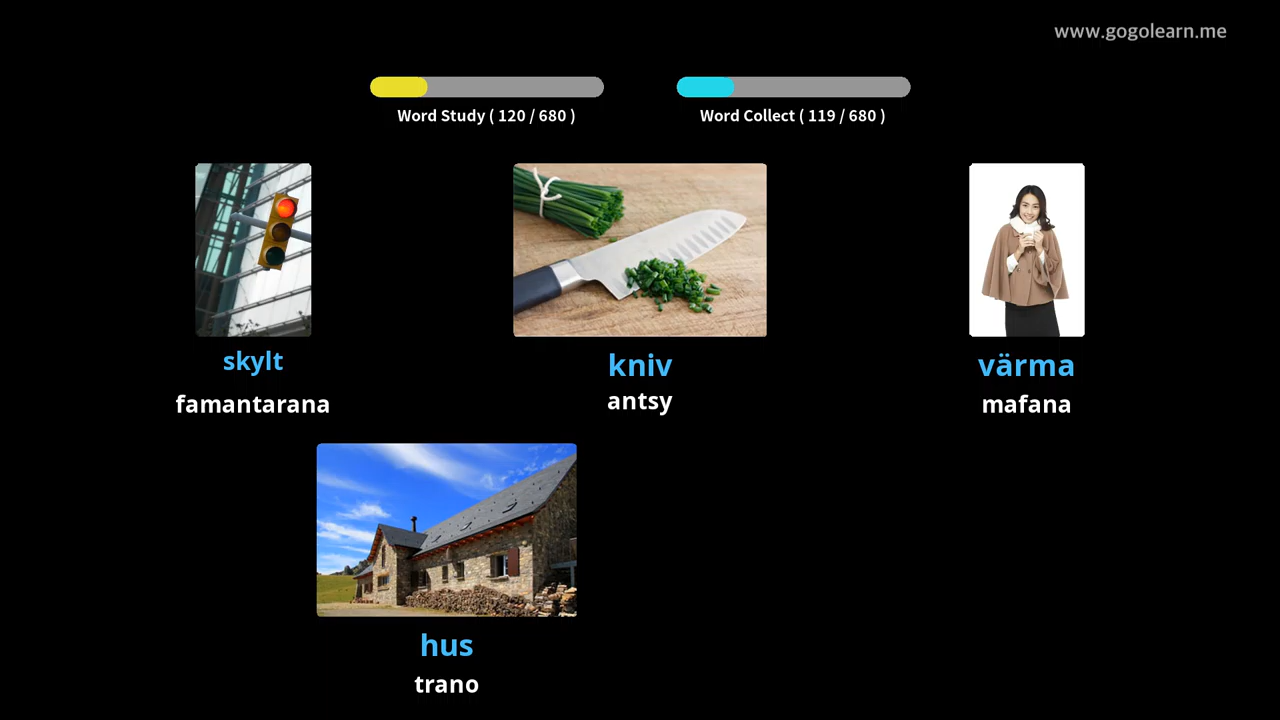 www.gogolearn.me
Word Study ( 120 / 680 )
Word Collect ( 119 / 680 )
skylt
famantarana
kniv
antsy
värma
mafana
hus
trano